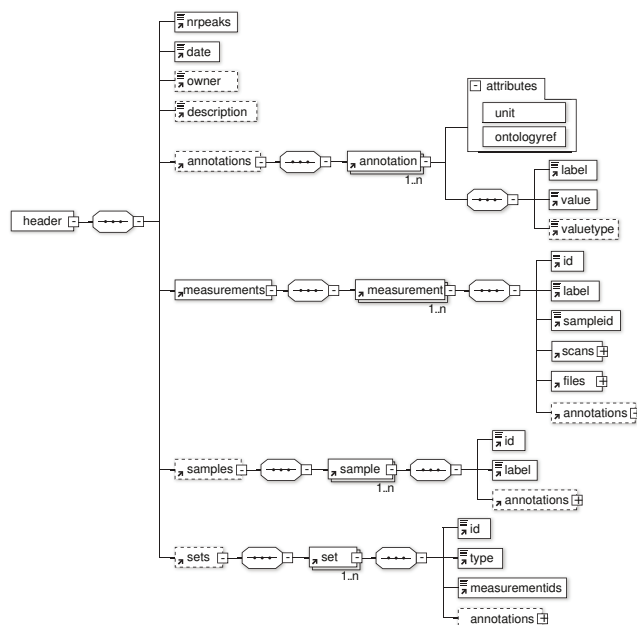 nrpeaks
date
owner
description
attributes
unit
ontologyref
annotations
annotation
1..n
label
value
valuetype
header
id
label
measurements
measurement
1..n
sampleid
scans
files
annotations
id
samples
sample
1..n
label
annotations
id
sets
set
1..n
type
measurementids
annotations